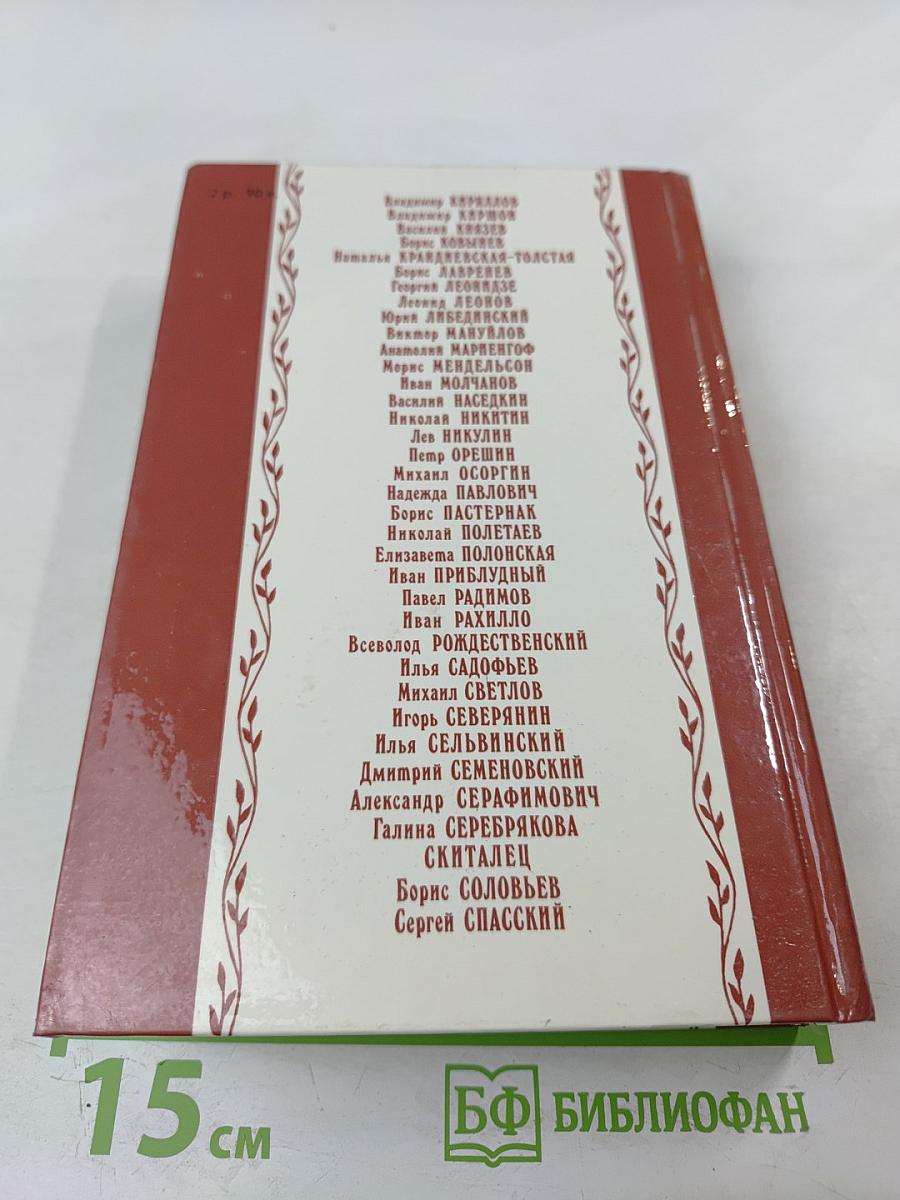 2 р. 90 к.
Владимир КИРИЛЛОВ
Владимир КИРШОН
Василий КНЯЗЕВ
Борис КОВЫНЕВ
Наталья КРАНДИЕВСКАЯ-ТОЛСТАЯ
Борис ЛАВРЕНЕВ
Георгий ЛЕОНИДЗЕ
Леонид ЛЕОНОВ
Юрий ЛИБЕДИНСКИЙ
Виктор МАНУЙЛОВ
Анатолий МАРИЕНГОФ
Морис МЕНДЕЛЬСОН
Иван МОЛЧАНОВ
Василий НАСЕДКИН
Николай НИКИТИН
Лев НИКУЛИН
Петр ОРЕШИН
Михаил ОСОРГИН
Надежда ПАВЛОВИЧ
Борис ПАСТЕРНАК
Николай ПОЛЕТАЕВ
Елизавета ПОЛОНСКАЯ
Иван ПРИБЛУДНЫЙ
Павел РАДИМОВ
Иван РАХИЛЛО
Всеволод РОЖДЕСТВЕНСКИЙ
Илья САДОФЬЕВ
Михаил СВЕТЛОВ
Игорь СЕВЕРЯНИН
Илья СЕЛЬВИНСКИЙ
Дмитрий СЕМЕНОВСКИЙ
Александр СЕРАФИМОВИЧ
Галина СЕРЕБРЯКОВА
СКИТАЛЕЦ
Борис СОЛОВЬЕВ
Сергей СПАССКИЙ
15 см
БФ БИБЛИОФАН